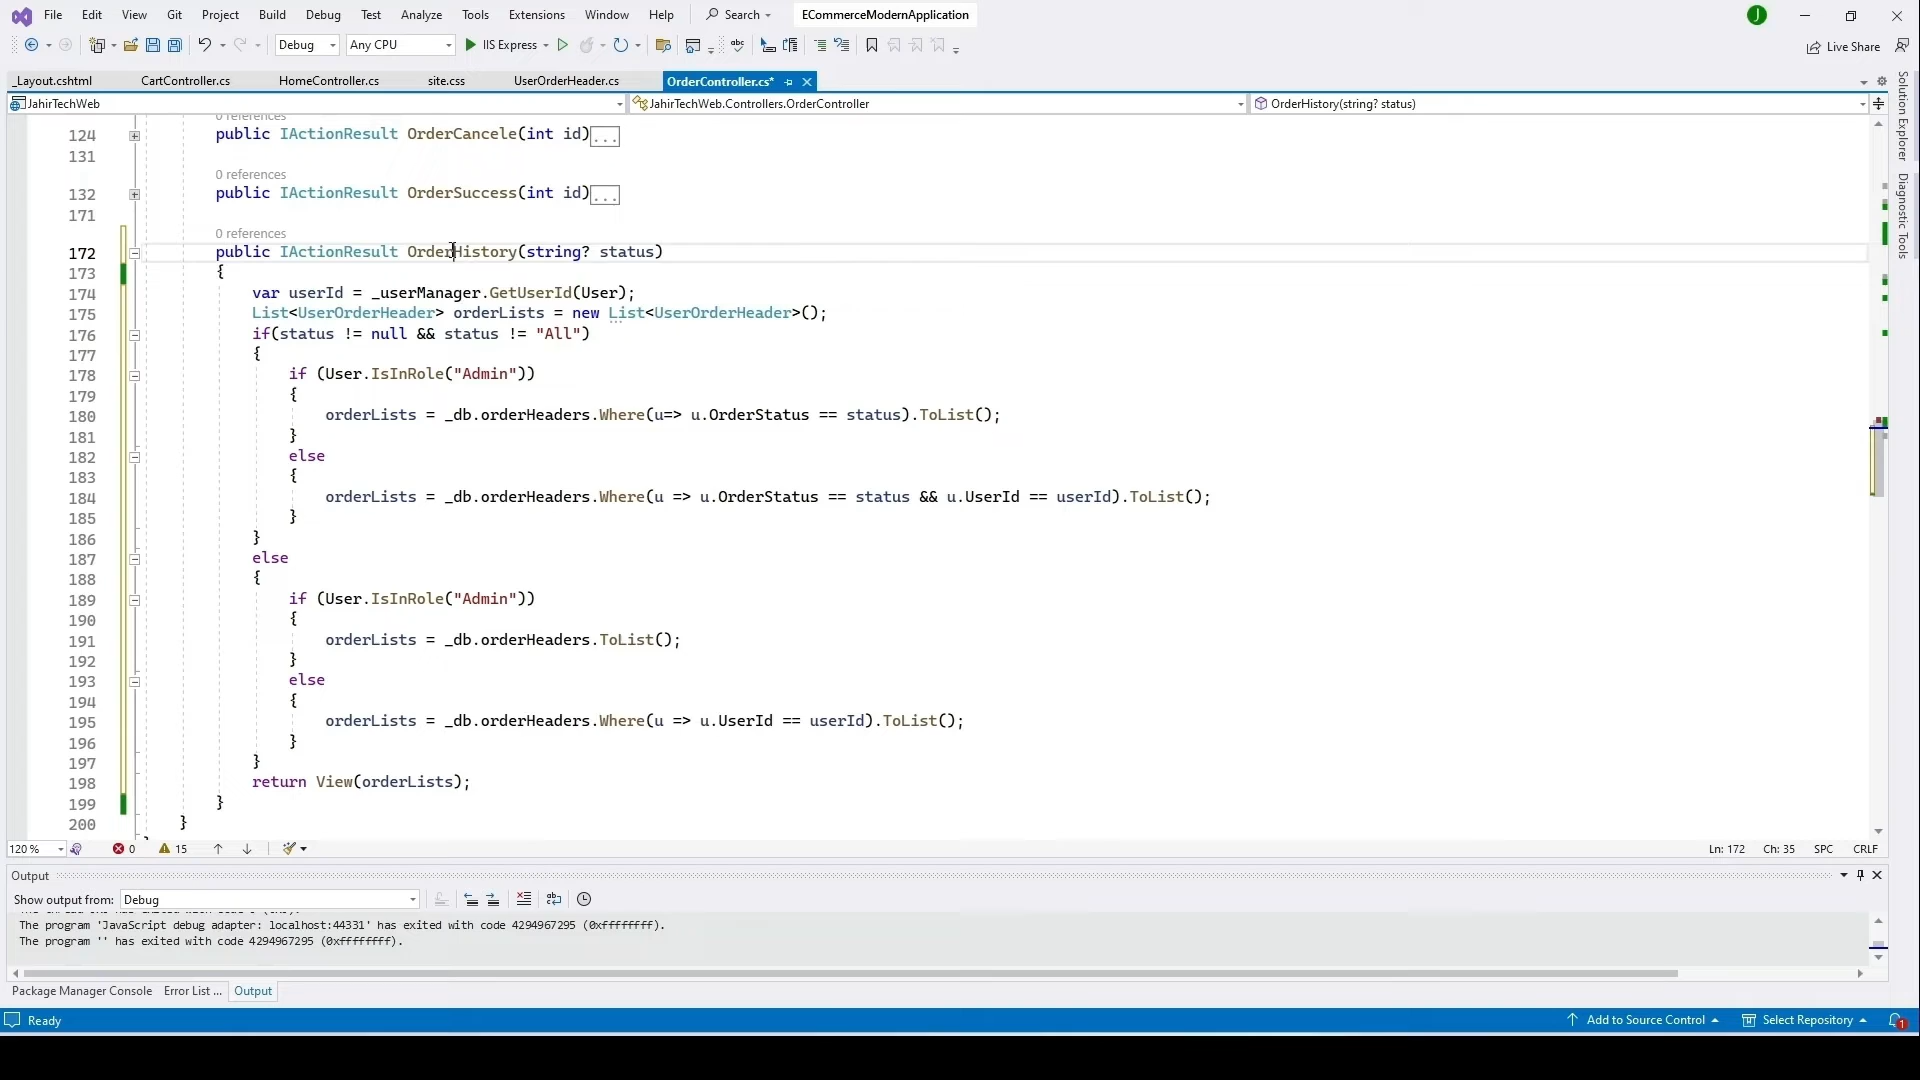 File Edit View Git Project Build Debug Test Analyze Tools Extensions Window Help Search ECommerceModernApplication J
Debug Any CPU IIS Express Live Share
_Layout.cshtml CartController.cs HomeController.cs site.css UserOrderHeader.cs OrderController.cs*
JahirTechWeb JahirTechWeb.Controllers.OrderController OrderHistory(string? status)
Solution Explorer
Diagnostic Tools
0 references
124 public IActionResult OrderCancele(int id)...
131
0 references
132 public IActionResult OrderSuccess(int id)...
171
0 references
172 public IActionResult OrderHistory(string? status)
173 {
174 var userId = _userManager.GetUserId(User);
175 List<UserOrderHeader> orderLists = new List<UserOrderHeader>();
176 if(status != null && status != "All")
177 {
178 if (User.IsInRole("Admin"))
179 {
180 orderLists = _db.orderHeaders.Where(u=> u.OrderStatus == status).ToList();
181 }
182 else
183 {
184 orderLists = _db.orderHeaders.Where(u => u.OrderStatus == status && u.UserId == userId).ToList();
185 }
186 }
187 else
188 {
189 if (User.IsInRole("Admin"))
190 {
191 orderLists = _db.orderHeaders.ToList();
192 }
193 else
194 {
195 orderLists = _db.orderHeaders.Where(u => u.UserId == userId).ToList();
196 }
197 }
198 return View(orderLists);
199 }
200 }
120 % 0 15 Ln: 172 Ch: 35 SPC CRLF
Output
Show output from: Debug
The program 'JavaScript debug adapter: localhost:44331' has exited with code 4294967295 (0xffffffff).
The program '' has exited with code 4294967295 (0xffffffff).
Package Manager Console Error List ... Output
Ready Add to Source Control Select Repository 1